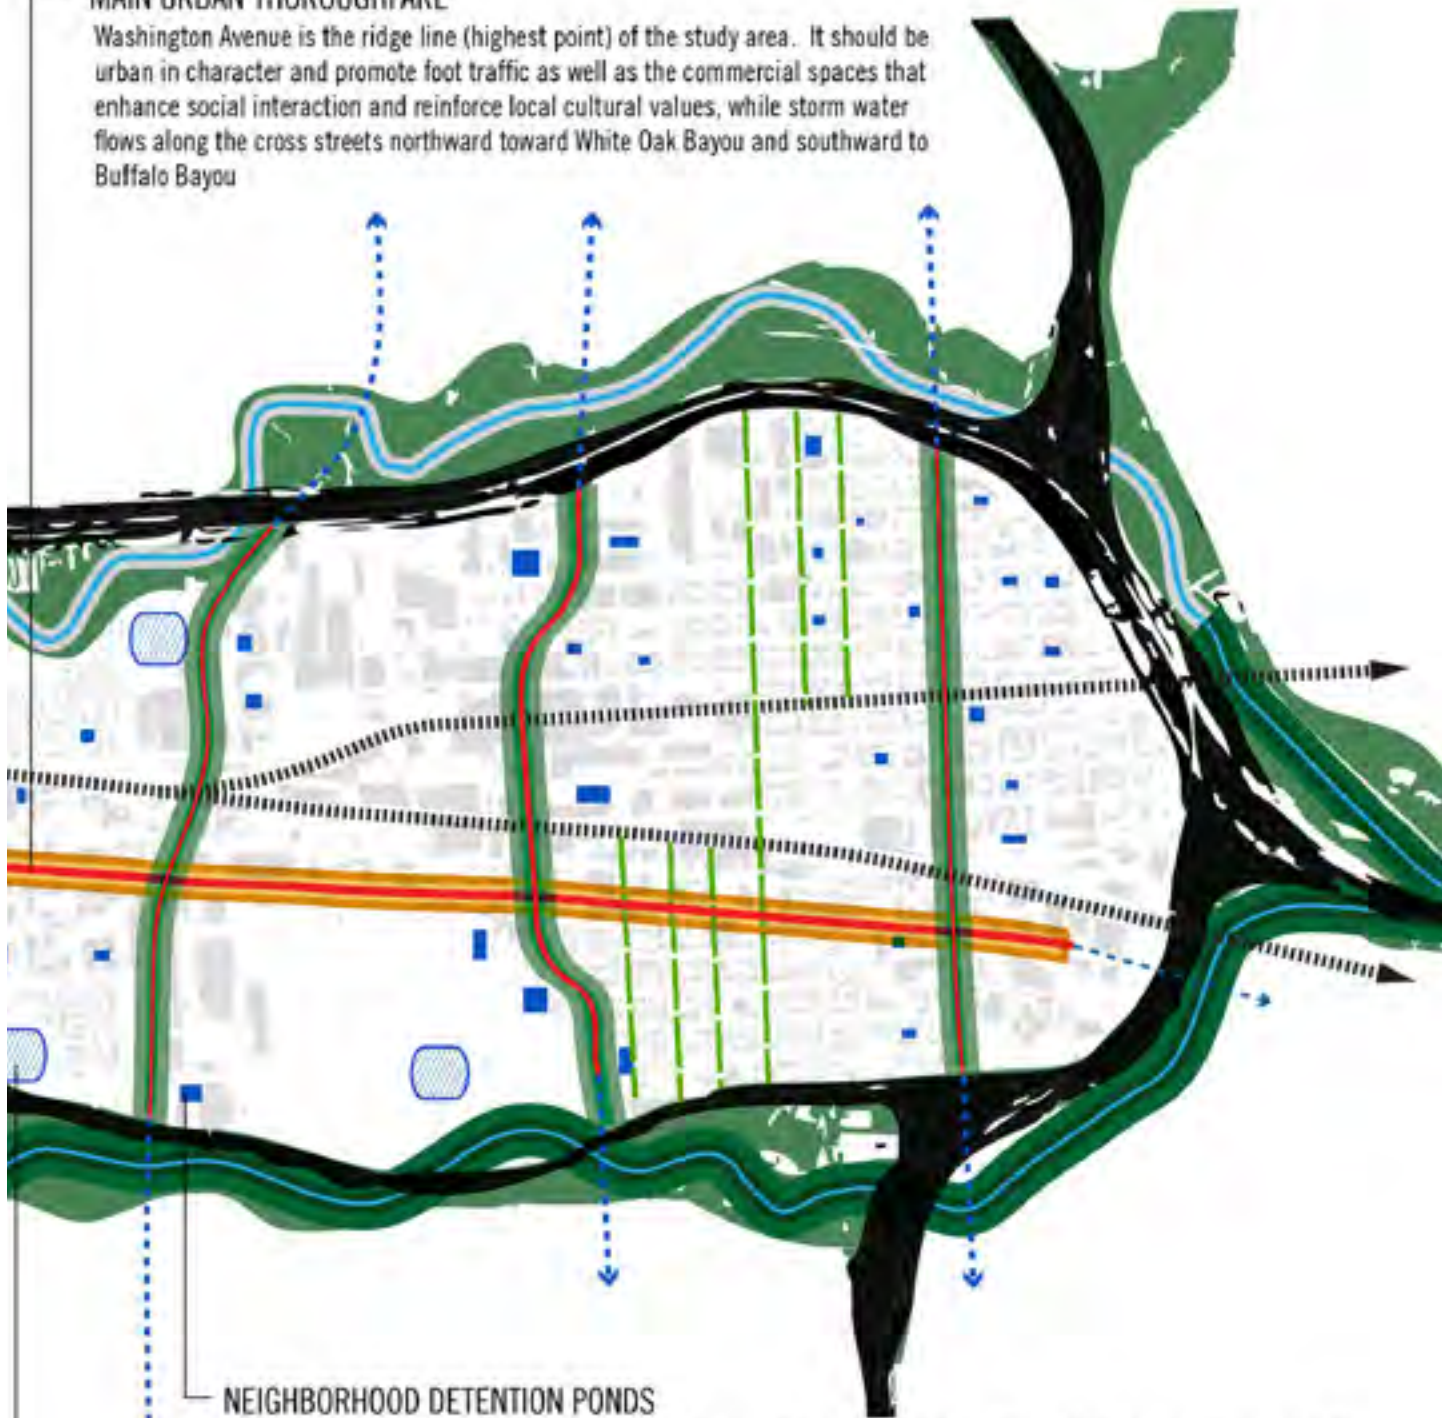 MAIN URBAN THOROUGHFARE
Washington Avenue is the ridge line (highest point) of the study area. It should be
urban in character and promote foot traffic as well as the commercial spaces that
enhance social interaction and reinforce local cultural values, while storm water
flows along the cross streets northward toward White Oak Bayou and southward to
Buffalo Bayou
NEIGHBORHOOD DETENTION PONDS